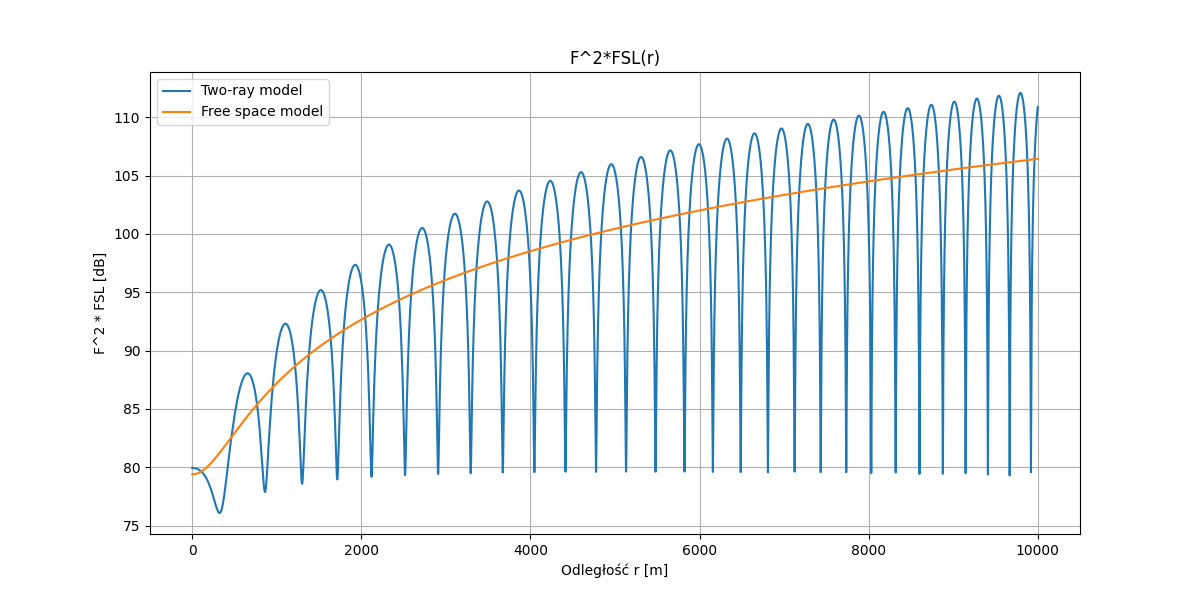 F^2*FSL(r)
Two-ray model
Free space model
F^2 * FSL [dB]
110
105
100
95
90
85
80
75
0 2000 4000 6000 8000 10000
Odległość r [m]